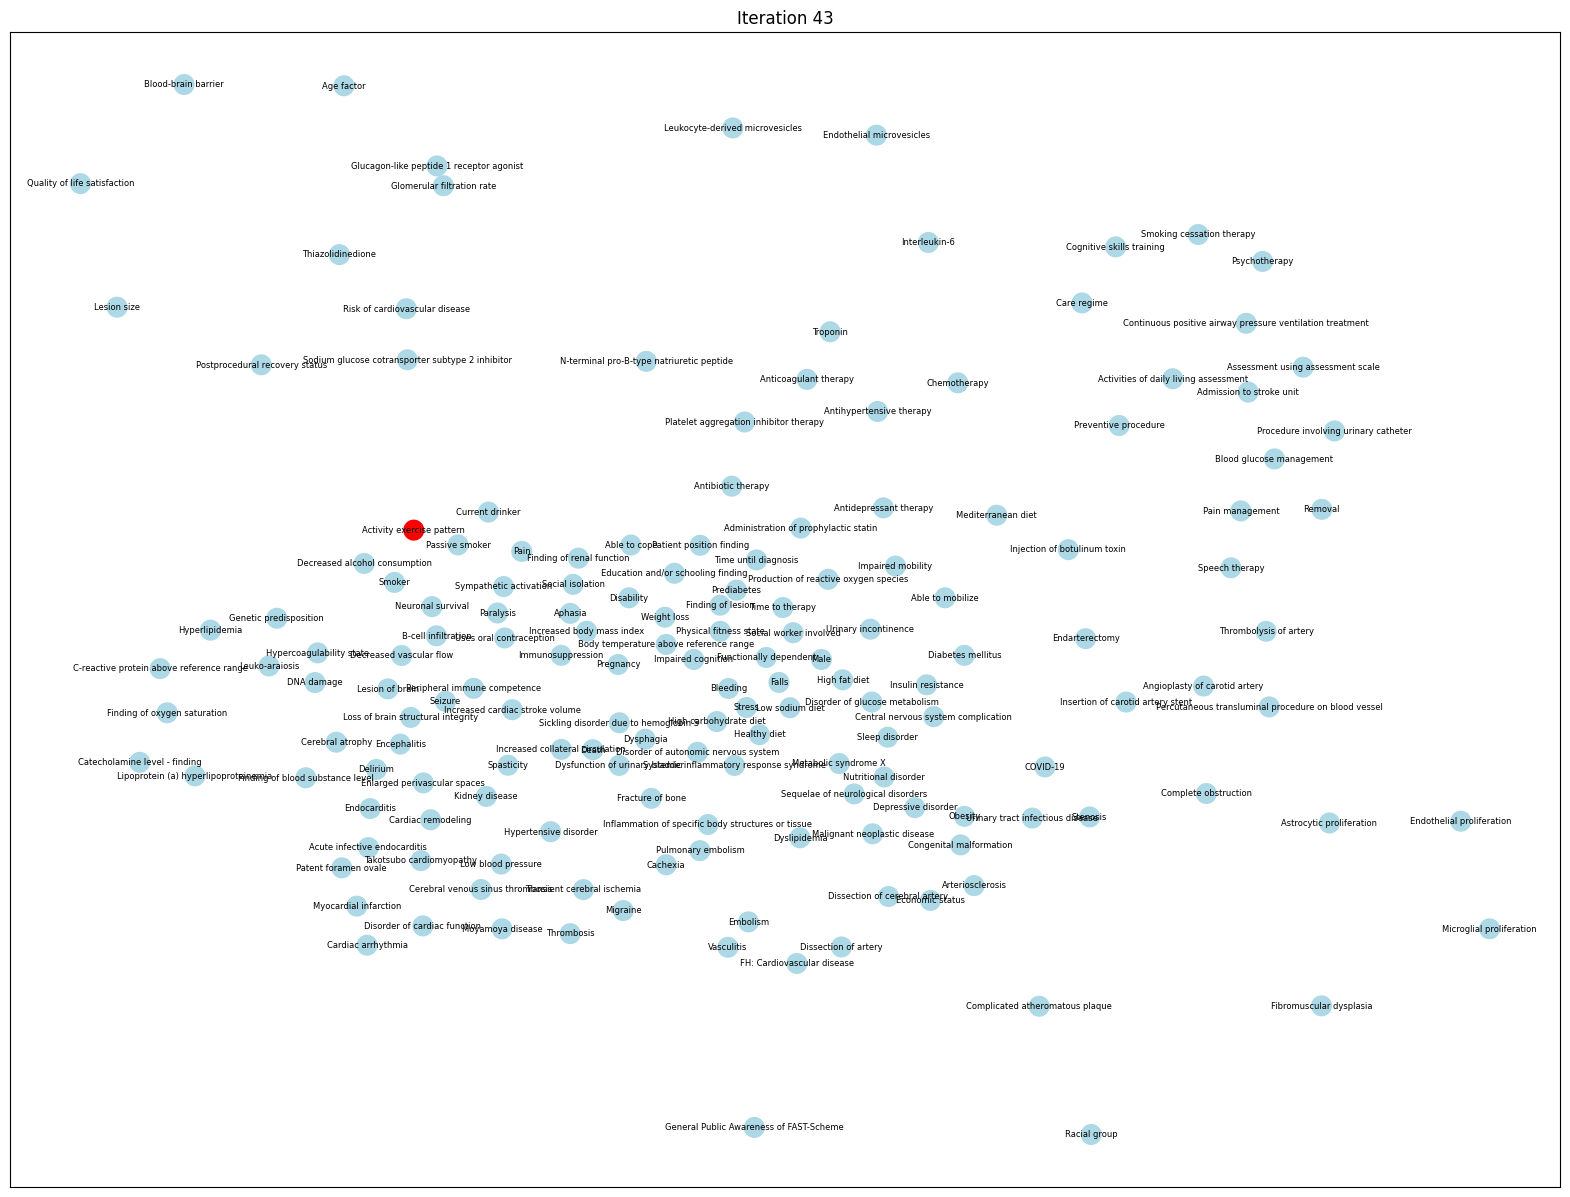 Iteration 43
Blood-brain barrier
Age factor
Leukocyte-derived microvesicles
Endothelial microvesicles
Glucagon-like peptide 1 receptor agonist
Quality of life satisfaction
Glomerular filtration rate
Smoking cessation therapy
Interleukin-6
Cognitive skills training
Thiazolidinedione
Psychotherapy
Care regime
Lesion size
Risk of cardiovascular disease
Continuous positive airway pressure ventilation treatment
Troponin
Sodium glucose cotransporter subtype 2 inhibitor
N-terminal pro-B-type natriuretic peptide
Postprocedural recovery status
Assessment using assessment scale
Anticoagulant therapy
Activities of daily living assessment
Chemotherapy
Admission to stroke unit
Antihypertensive therapy
Platelet aggregation inhibitor therapy
Preventive procedure
Procedure involving urinary catheter
Blood glucose management
Antibiotic therapy
Antidepressant therapy
Removal
Current drinker
Pain management
Mediterranean diet
Administration of prophylactic statin
Activity exercise pattern
Passive smoker
Able to cope
Patient position finding
Injection of botulinum toxin
Pain
Finding of renal function
Time until diagnosis
Decreased alcohol consumption
Impaired mobility
Speech therapy
Education and/or schooling finding
Production of reactive oxygen species
Smoker
Sympathetic activation
Social isolation
Prediabetes
Disability
Able to mobilize
Neuronal survival
Finding of lesion
Time to therapy
Paralysis
Aphasia
Weight loss
Genetic predisposition
Hyperlipidemia
Increased body mass index
Physical fitness state
Social worker involved
Urinary incontinence
Thrombolysis of artery
B-cell infiltration
Uses oral contraception
Endarterectomy
Body temperature above reference range
Hypercoagulability state
Decreased vascular flow
Immunosuppression
Impaired cognition
Functionally dependent
Male
Diabetes mellitus
Pregnancy
C-reactive protein above reference range
Leuko-araiosis
DNA damage
High fat diet
Falls
Insulin resistance
Angioplasty of carotid artery
Lesion of brain
Peripheral immune competence
Bleeding
Seizure
Disorder of glucose metabolism
Insertion of carotid artery stent
Stress
Low sodium diet
Percutaneous transluminal procedure on blood vessel
Increased cardiac stroke volume
Finding of oxygen saturation
Loss of brain structural integrity
Central nervous system complication
Sickling disorder due to hemoglobin S
High carbohydrate diet
Healthy diet
Sleep disorder
Dysphagia
Cerebral atrophy
Encephalitis
Increased collateral circulation
Death
Disorder of autonomic nervous system
Catecholamine level - finding
Metabolic syndrome X
Spasticity
Dysfunction of urinary bladder
Systemic inflammatory response syndrome
COVID-19
Delirium
Lipoprotein (a) hyperlipoproteinemia
Finding of blood substance level
Nutritional disorder
Enlarged perivascular spaces
Complete obstruction
Sequelae of neurological disorders
Kidney disease
Fracture of bone
Endocarditis
Depressive disorder
Obesity
Urinary tract infectious disease
Stenosis
Cardiac remodeling
Endothelial proliferation
Astrocytic proliferation
Inflammation of specific body structures or tissue
Hypertensive disorder
Malignant neoplastic disease
Dyslipidemia
Congenital malformation
Acute infective endocarditis
Pulmonary embolism
Takotsubo cardiomyopathy
Low blood pressure
Cachexia
Patent foramen ovale
Arteriosclerosis
Cerebral venous sinus thrombosis
Transient cerebral ischemia
Dissection of cerebral artery
Economic status
Myocardial infarction
Migraine
Embolism
Disorder of cardiac function
Moyamoya disease
Microglial proliferation
Thrombosis
Cardiac arrhythmia
Vasculitis
Dissection of artery
FH: Cardiovascular disease
Complicated atheromatous plaque
Fibromuscular dysplasia
General Public Awareness of FAST-Scheme
Racial group